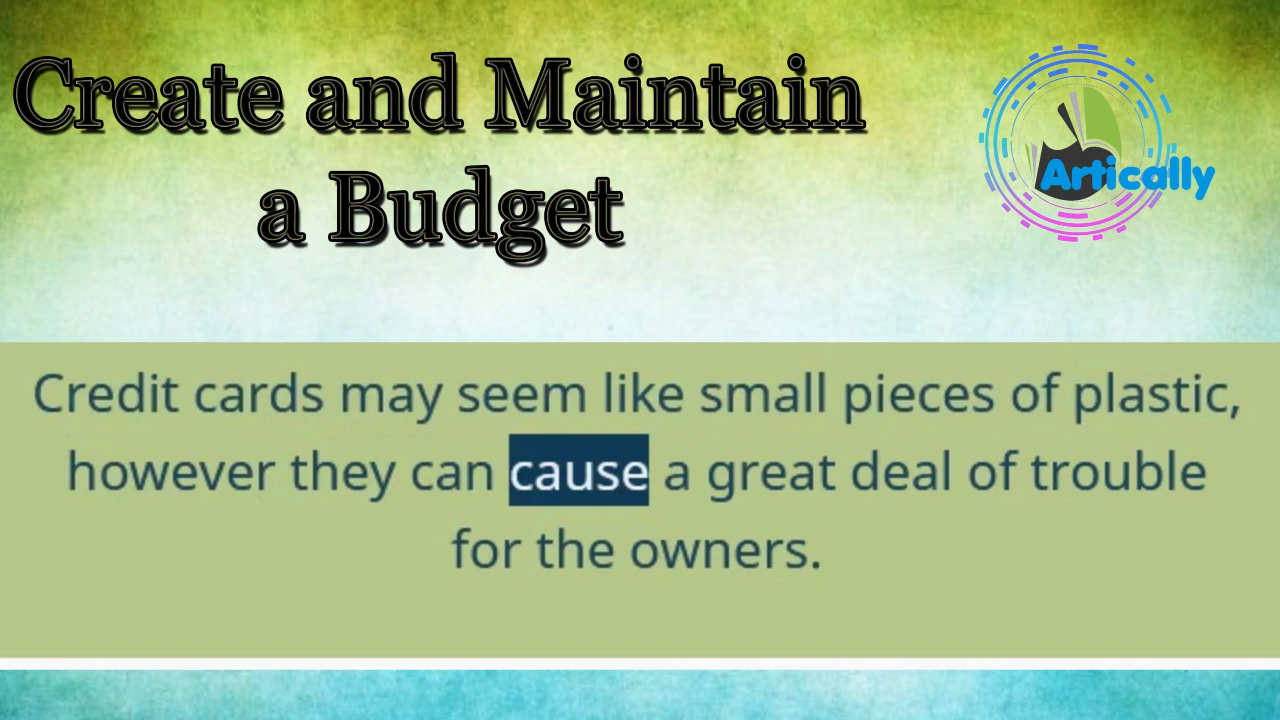 Create and Maintain
a Budget
Artically
Credit cards may seem like small pieces of plastic,
however they can cause a great deal of trouble
for the owners.